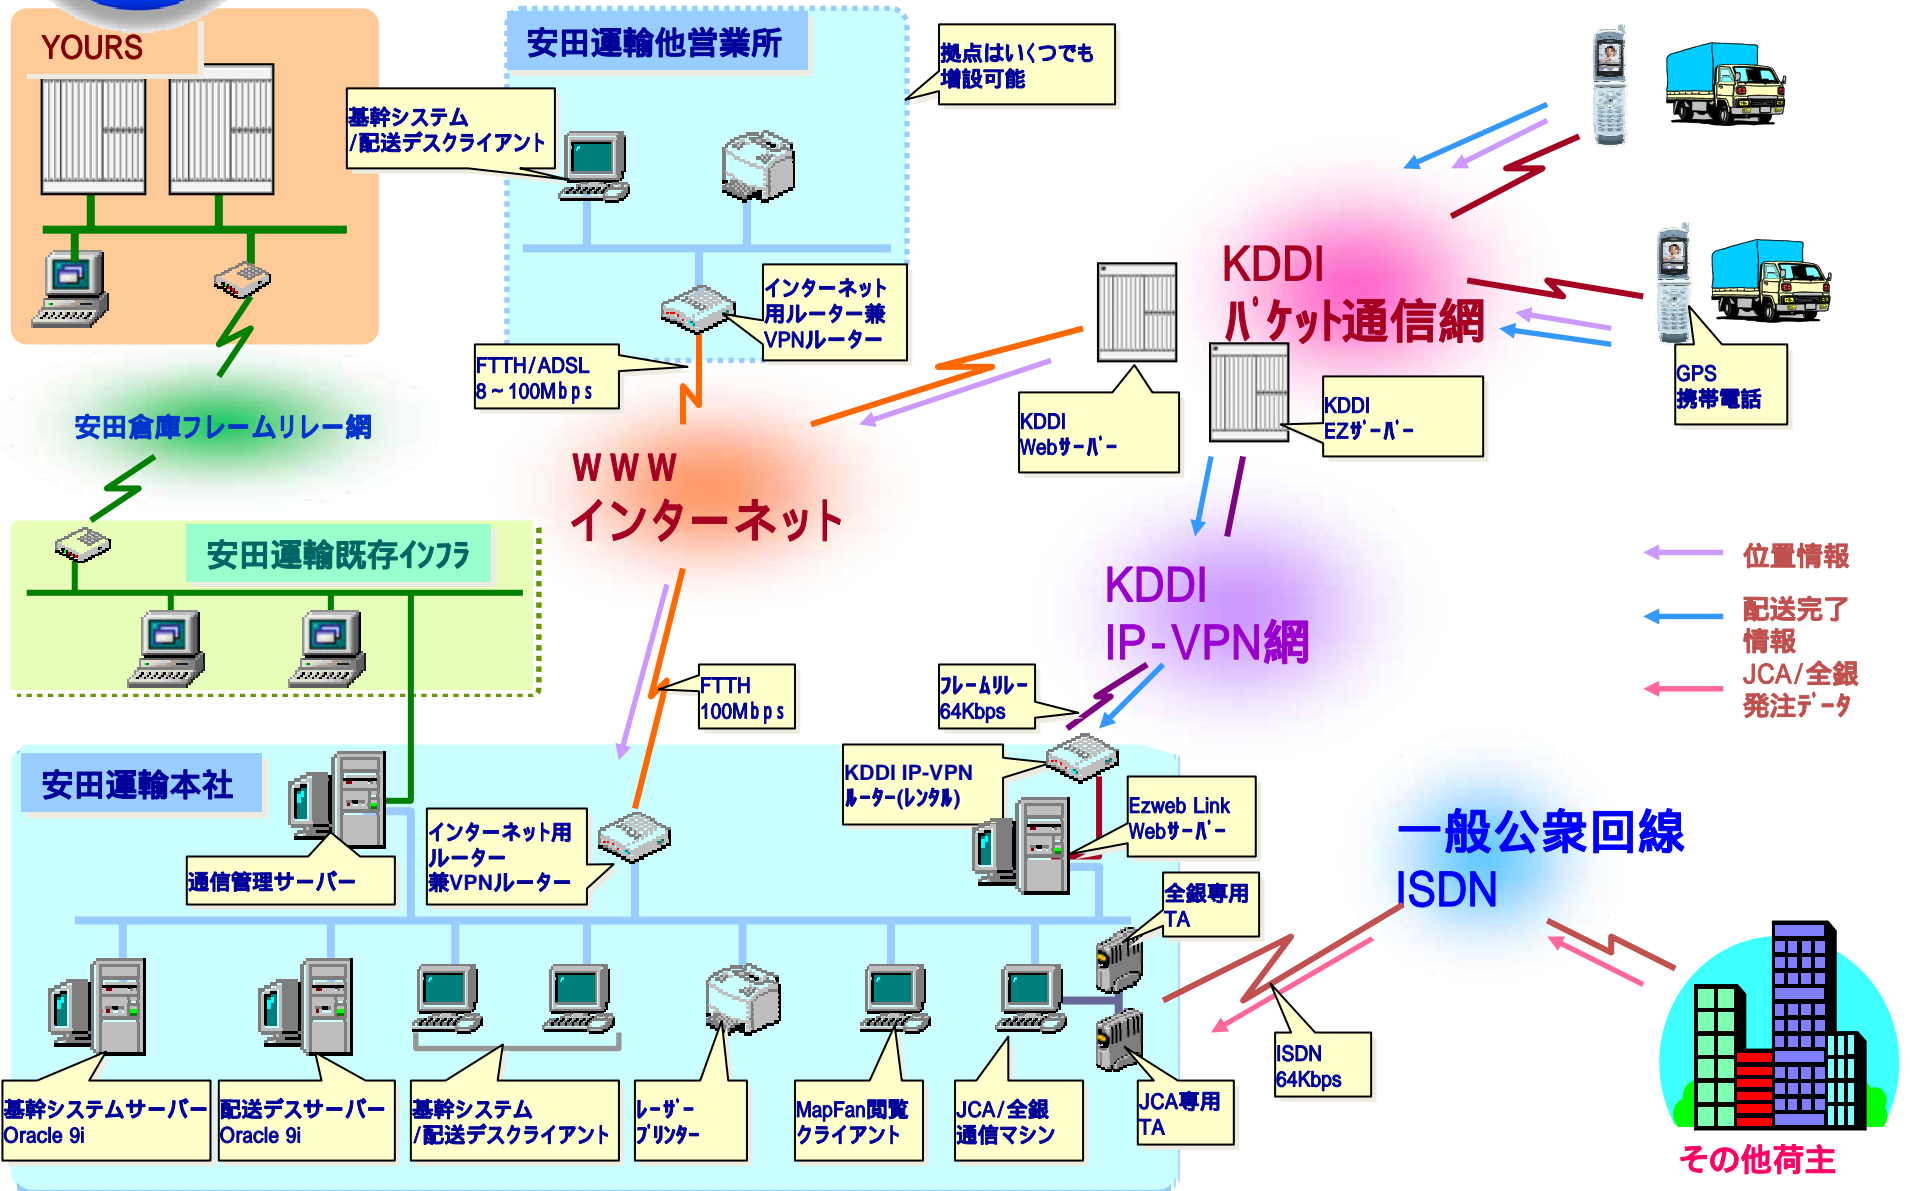 YOURS
安田運輸他営業所
拠点はいくつでも
増設可能
基幹システム
/配送デスクライアント
インターネット
用ルーター兼
VPNルーター
FTTH/ADSL
8～100Mbps
KDDI
パケット通信網
GPS
携帯電話
KDDI
Webサーバー
KDDI
EZサーバー
安田倉庫フレームリレー網
WWW
インターネット
安田運輸既存インフラ
KDDI
IP-VPN網
位置情報
配送完了
情報
JCA/全銀
発注データ
FTTH
100Mbps
フレームリレー
64Kbps
安田運輸本社
KDDI IP-VPN
ルーター(レンタル)
Ezweb Link
Webサーバー
インターネット用
ルーター
兼VPNルーター
通信管理サーバー
全銀専用
TA
一般公衆回線
ISDN
ISDN
64Kbps
基幹システムサーバー
Oracle 9i
配送デスサーバー
Oracle 9i
基幹システム
/配送デスクライアント
レーザー
プリンター
MapFan閲覧
クライアント
JCA/全銀
通信マシン
JCA専用
TA
その他荷主